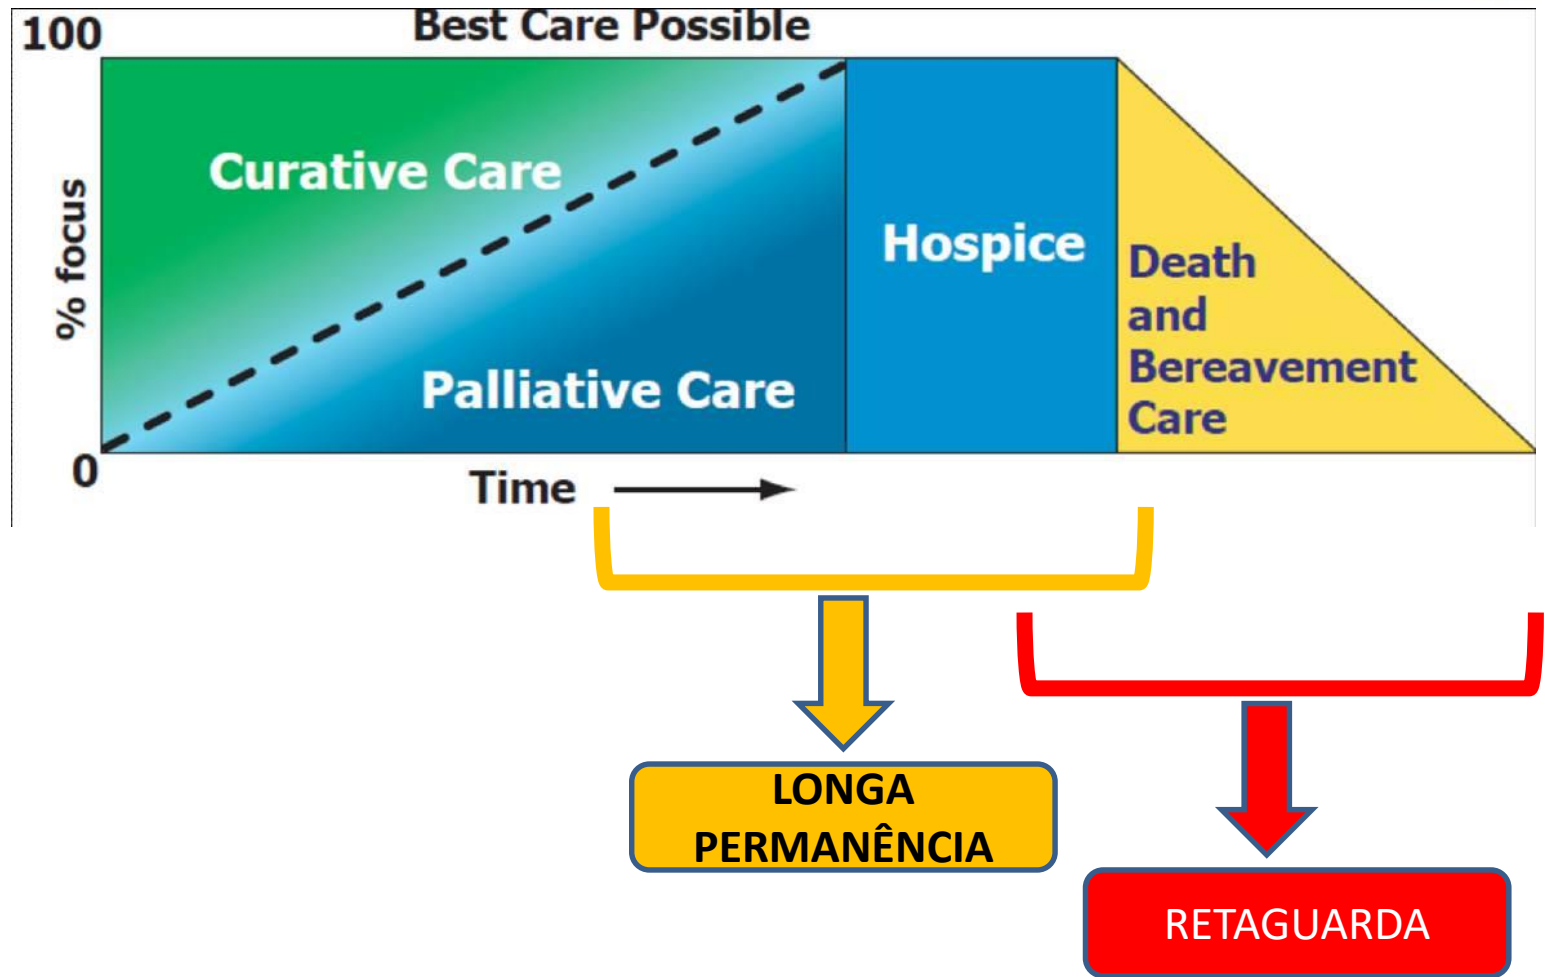 Best Care Possible
100
% focus
Curative Care
Palliative Care
Hospice
Death
and
Bereavement
Care
0
Time
LONGA
PERMANÊNCIA
RETAGUARDA